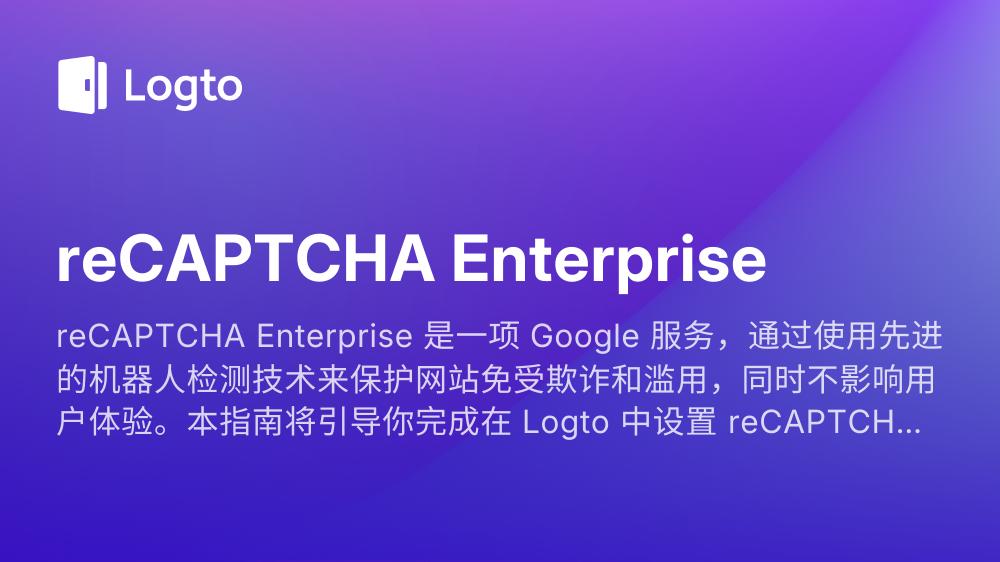 Logto
reCAPTCHA Enterprise
reCAPTCHA Enterprise 是一项 Google 服务，通过使用先进
的机器人检测技术来保护网站免受欺诈和滥用，同时不影响用
户体验。本指南将引导你完成在 Logto 中设置 reCAPTCH...